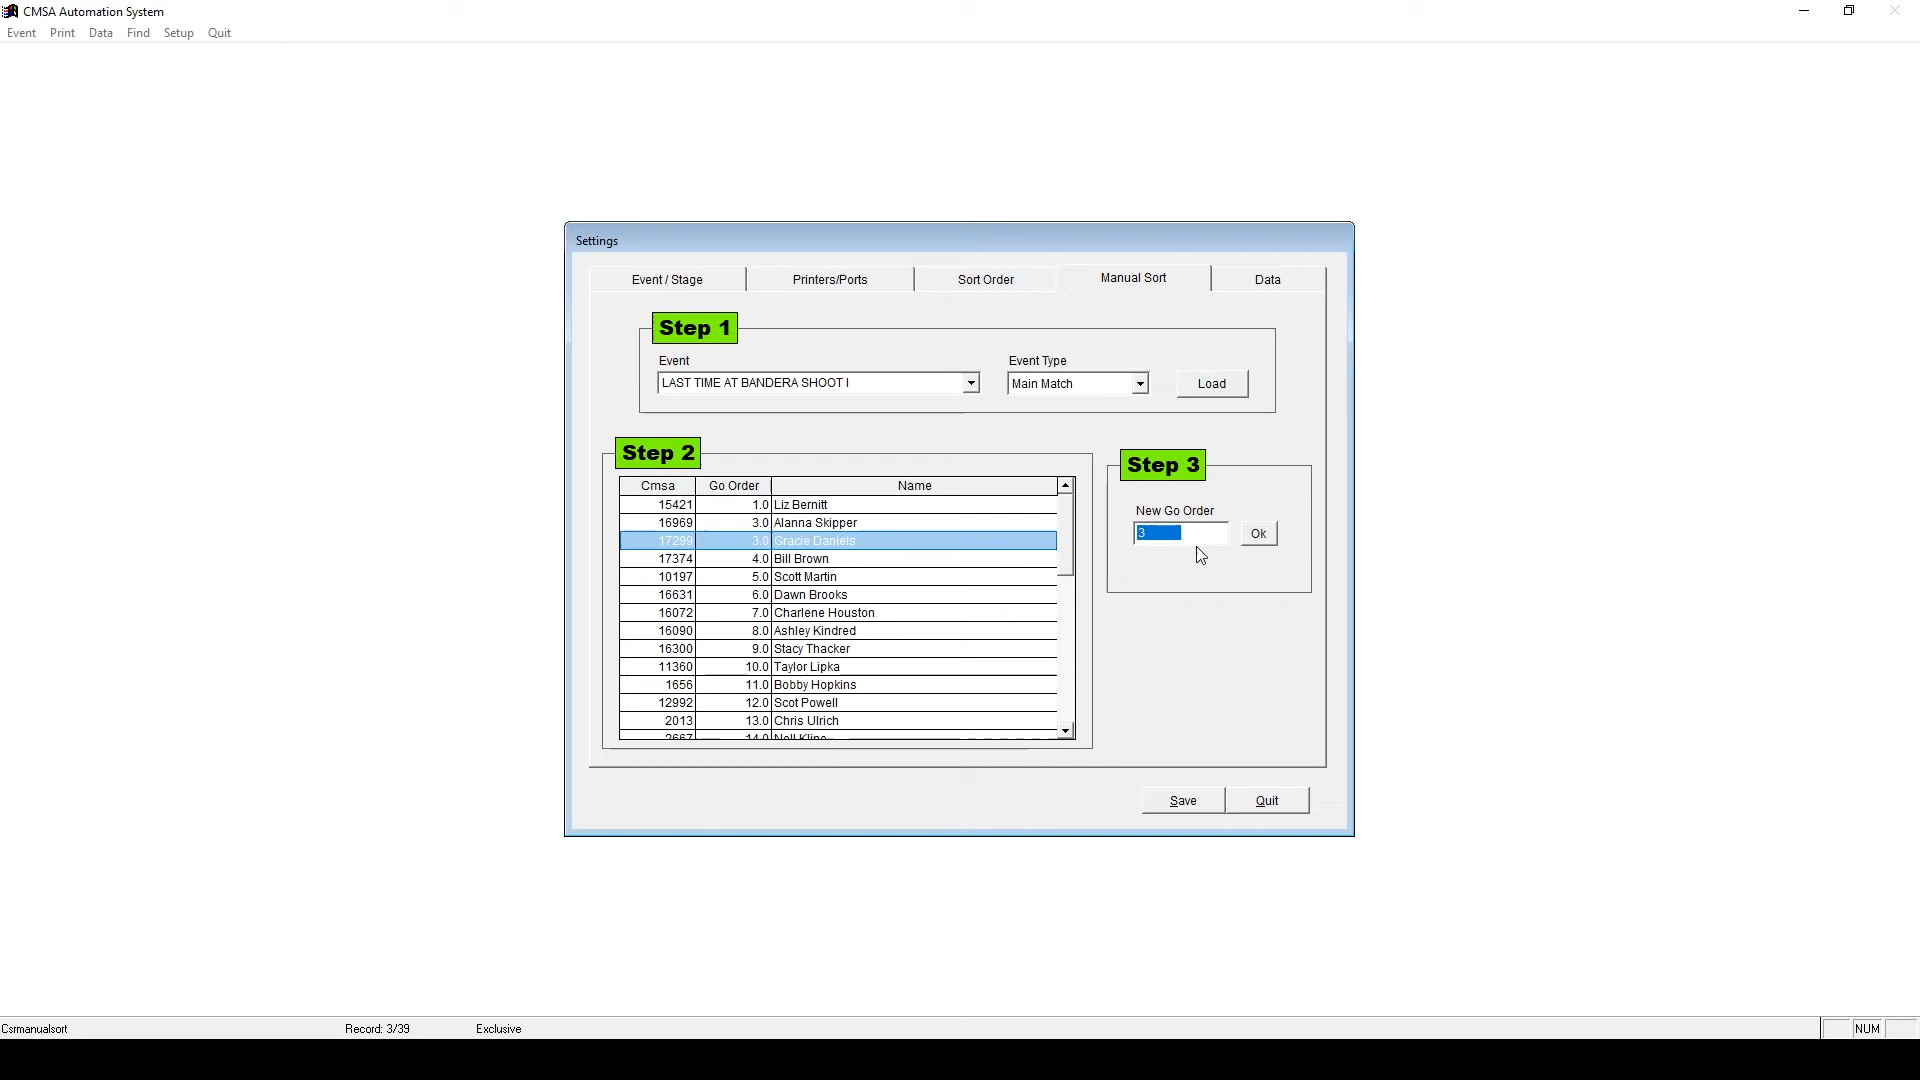 CMSA Automation System
Event Print Data Find Setup Quit
Settings
Event / Stage Printers/Ports Sort Order Manual Sort Data
Step 1
Event Event Type
LAST TIME AT BANDERA SHOOT I Main Match Load
Step 2
Step 3
Cmsa Go Order Name
15421 1.0 Liz Bernitt
16969 3.0 Alanna Skipper
17299 3.0 Gracie Daniels
17374 4.0 Bill Brown
10197 5.0 Scott Martin
16631 6.0 Dawn Brooks
16072 7.0 Charlene Houston
16090 8.0 Ashley Kindred
16300 9.0 Stacy Thacker
11360 10.0 Taylor Lipka
1656 11.0 Bobby Hopkins
12992 12.0 Scot Powell
2013 13.0 Chris Ulrich
2667 14.0 Nell Kline
New Go Order
3 Ok
Save Quit
Csrmanualsort Record: 3/39 Exclusive NUM